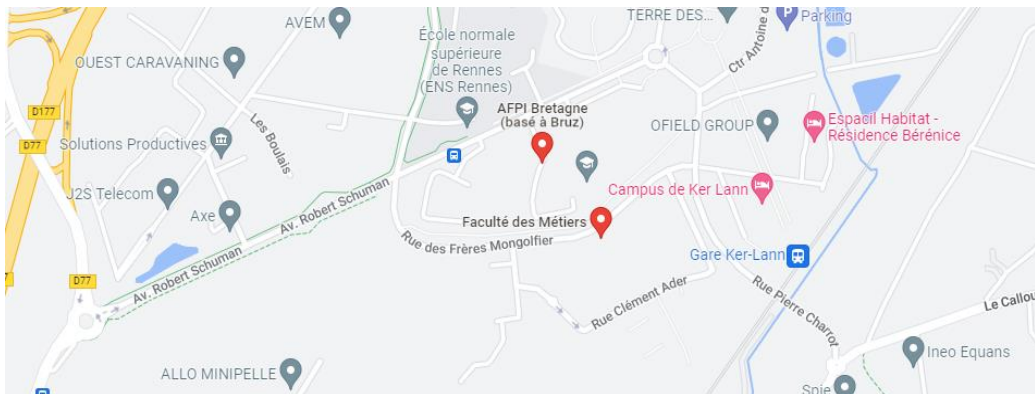 TERRE DES...
Parking
AVEM
École normale
supérieure
de Rennes
(ENS Rennes)
Ctr Antoine d
OUEST CARAVANING
D177
AFPI Bretagne
(basé à Bruz)
OFIELD GROUP
Espacil Habitat -
Résidence Bérénice
Les Boulais
D77
Solutions Productives
J2S Telecom
Campus de Ker Lann
Axe
Av. Robert Schuman
Faculté des Métiers
Rue des Frères Mongolfier
Gare Ker-Lann
Av. Robert Schuman
D77
Rue Clément Ader
Rue Pierre Charrot
Le Callou
Ineo Equans
ALLO MINIPELLE
Spie